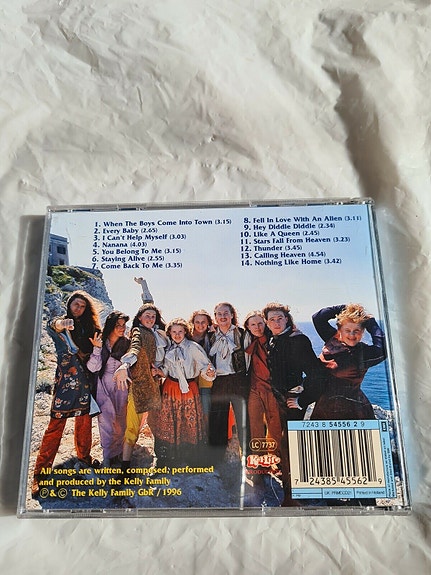 1. When The Boys Come Into Town (3.15)
2. Every Baby (2.65)
3. I Can't Help Myself (3.03)
4. Nanana (4.03)
5. You Belong To Me (3.15)
6. Staying Alive (2.55)
7. Come Back To Me (3.35)
8. Fell In Love With An Alien (3.11)
9. Hey Diddle Diddle (2.34)
10. Like A Queen (2.45)
11. Stars Fall From Heaven (3.23)
12. Thunder (3.45)
13. Calling Heaven (4.54)
14. Nothing Like Home (3.42)
7243 8 54556 2 9
LC 7737
Kel-Life
7 24385 45562 9
All songs are written, composed, performed
and produced by the Kelly Family
℗ & © The Kelly Family GbR / 1996